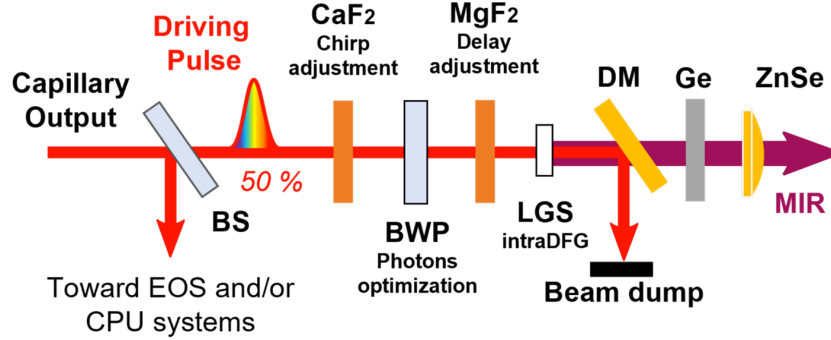 Capillary
Output
Driving
Pulse
50 %
BS
Toward EOS and/or
CPU systems
CaF2
Chirp
adjustment
BWP
Photons
optimization
MgF2
Delay
adjustment
LGS
intraDFG
DM
Beam dump
Ge
ZnSe
MIR